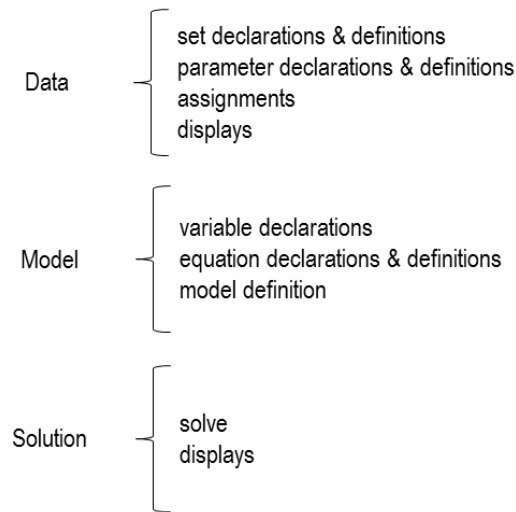 Data
set declarations & definitions
parameter declarations & definitions
assignments
displays
Model
variable declarations
equation declarations & definitions
model definition
Solution
solve
displays